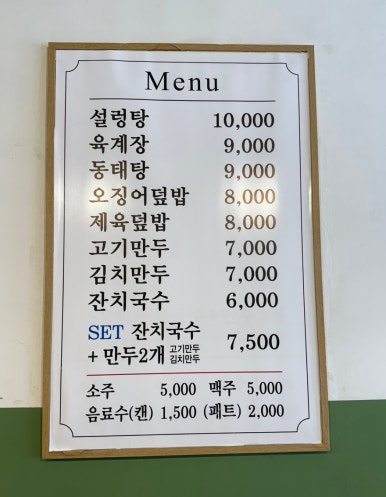 Menu
설렁탕 10,000
육계장 9,000
동태탕 9,000
오징어덮밥 8,000
제육덮밥 8,000
고기만두 7,000
김치만두 7,000
잔치국수 6,000
SET 잔치국수
+ 만두2개 고기만두 김치만두 7,500
소주 5,000 맥주 5,000
음료수(캔) 1,500 (페트) 2,000